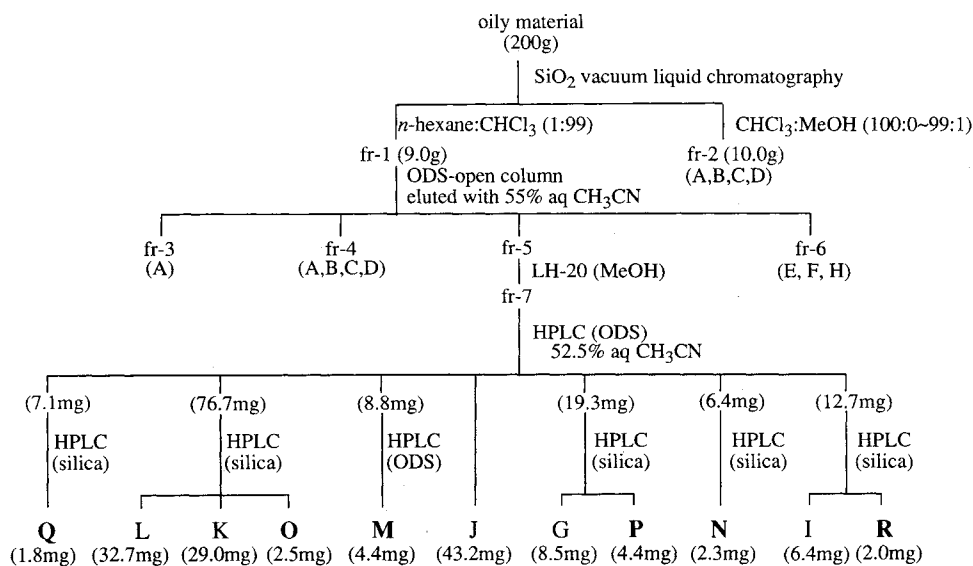 oily material
(200g)
SiO₂ vacuum liquid chromatography
n-hexane:CHCl₃ (1:99)
CHCl₃:MeOH (100:0~99:1)
fr-1 (9.0g)
fr-2 (10.0g)
(A,B,C,D)
ODS-open column
eluted with 55% aq CH₃CN
fr-3
(A)
fr-4
(A,B,C,D)
fr-5
fr-6
(E, F, H)
LH-20 (MeOH)
fr-7
HPLC (ODS)
52.5% aq CH₃CN
(7.1mg) (76.7mg) (8.8mg) (19.3mg) (6.4mg) (12.7mg)
HPLC HPLC HPLC HPLC HPLC HPLC
(silica) (silica) (ODS) (silica) (silica) (silica)
Q L K O M J G P N I R
(1.8mg) (32.7mg) (29.0mg) (2.5mg) (4.4mg) (43.2mg) (8.5mg) (4.4mg) (2.3mg) (6.4mg) (2.0mg)